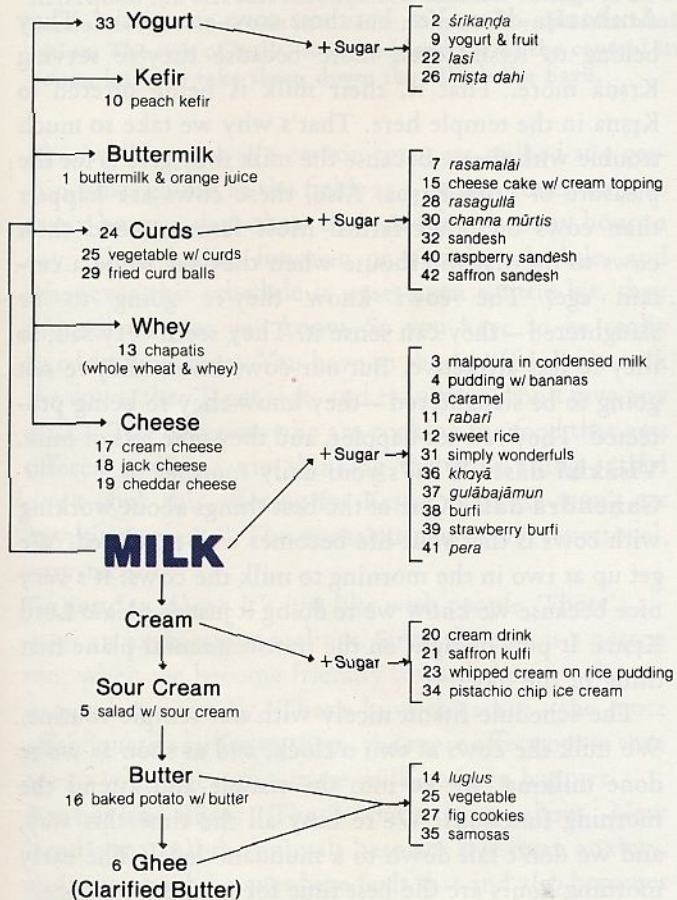 33 Yogurt
+ Sugar
2 śrikaṇḍa
9 yogurt & fruit
22 lasi
26 miṣṭa dahi
Kefir
10 peach kefir
Buttermilk
1 buttermilk & orange juice
24 Curds
25 vegetable w/ curds
29 fried curd balls
+ Sugar
7 rasamalai
15 cheese cake w/ cream topping
28 rasagullā
30 channa mūrtis
32 sandesh
40 raspberry sandesh
42 saffron sandesh
Whey
13 chapatis
(whole wheat & whey)
Cheese
17 cream cheese
18 jack cheese
19 cheddar cheese
MILK
+ Sugar
3 malpoura in condensed milk
4 pudding w/ bananas
8 caramel
11 rabari
12 sweet rice
31 simply wonderfuls
36 khoyā
37 gulābajāmun
38 burfi
39 strawberry burfi
41 pera
Cream
+ Sugar
20 cream drink
21 saffron kulfi
23 whipped cream on rice pudding
34 pistachio chip ice cream
Sour Cream
5 salad w/ sour cream
Butter
16 baked potato w/ butter
14 luglus
25 vegetable
27 fig cookies
35 samosas
6 Ghee
(Clarified Butter)